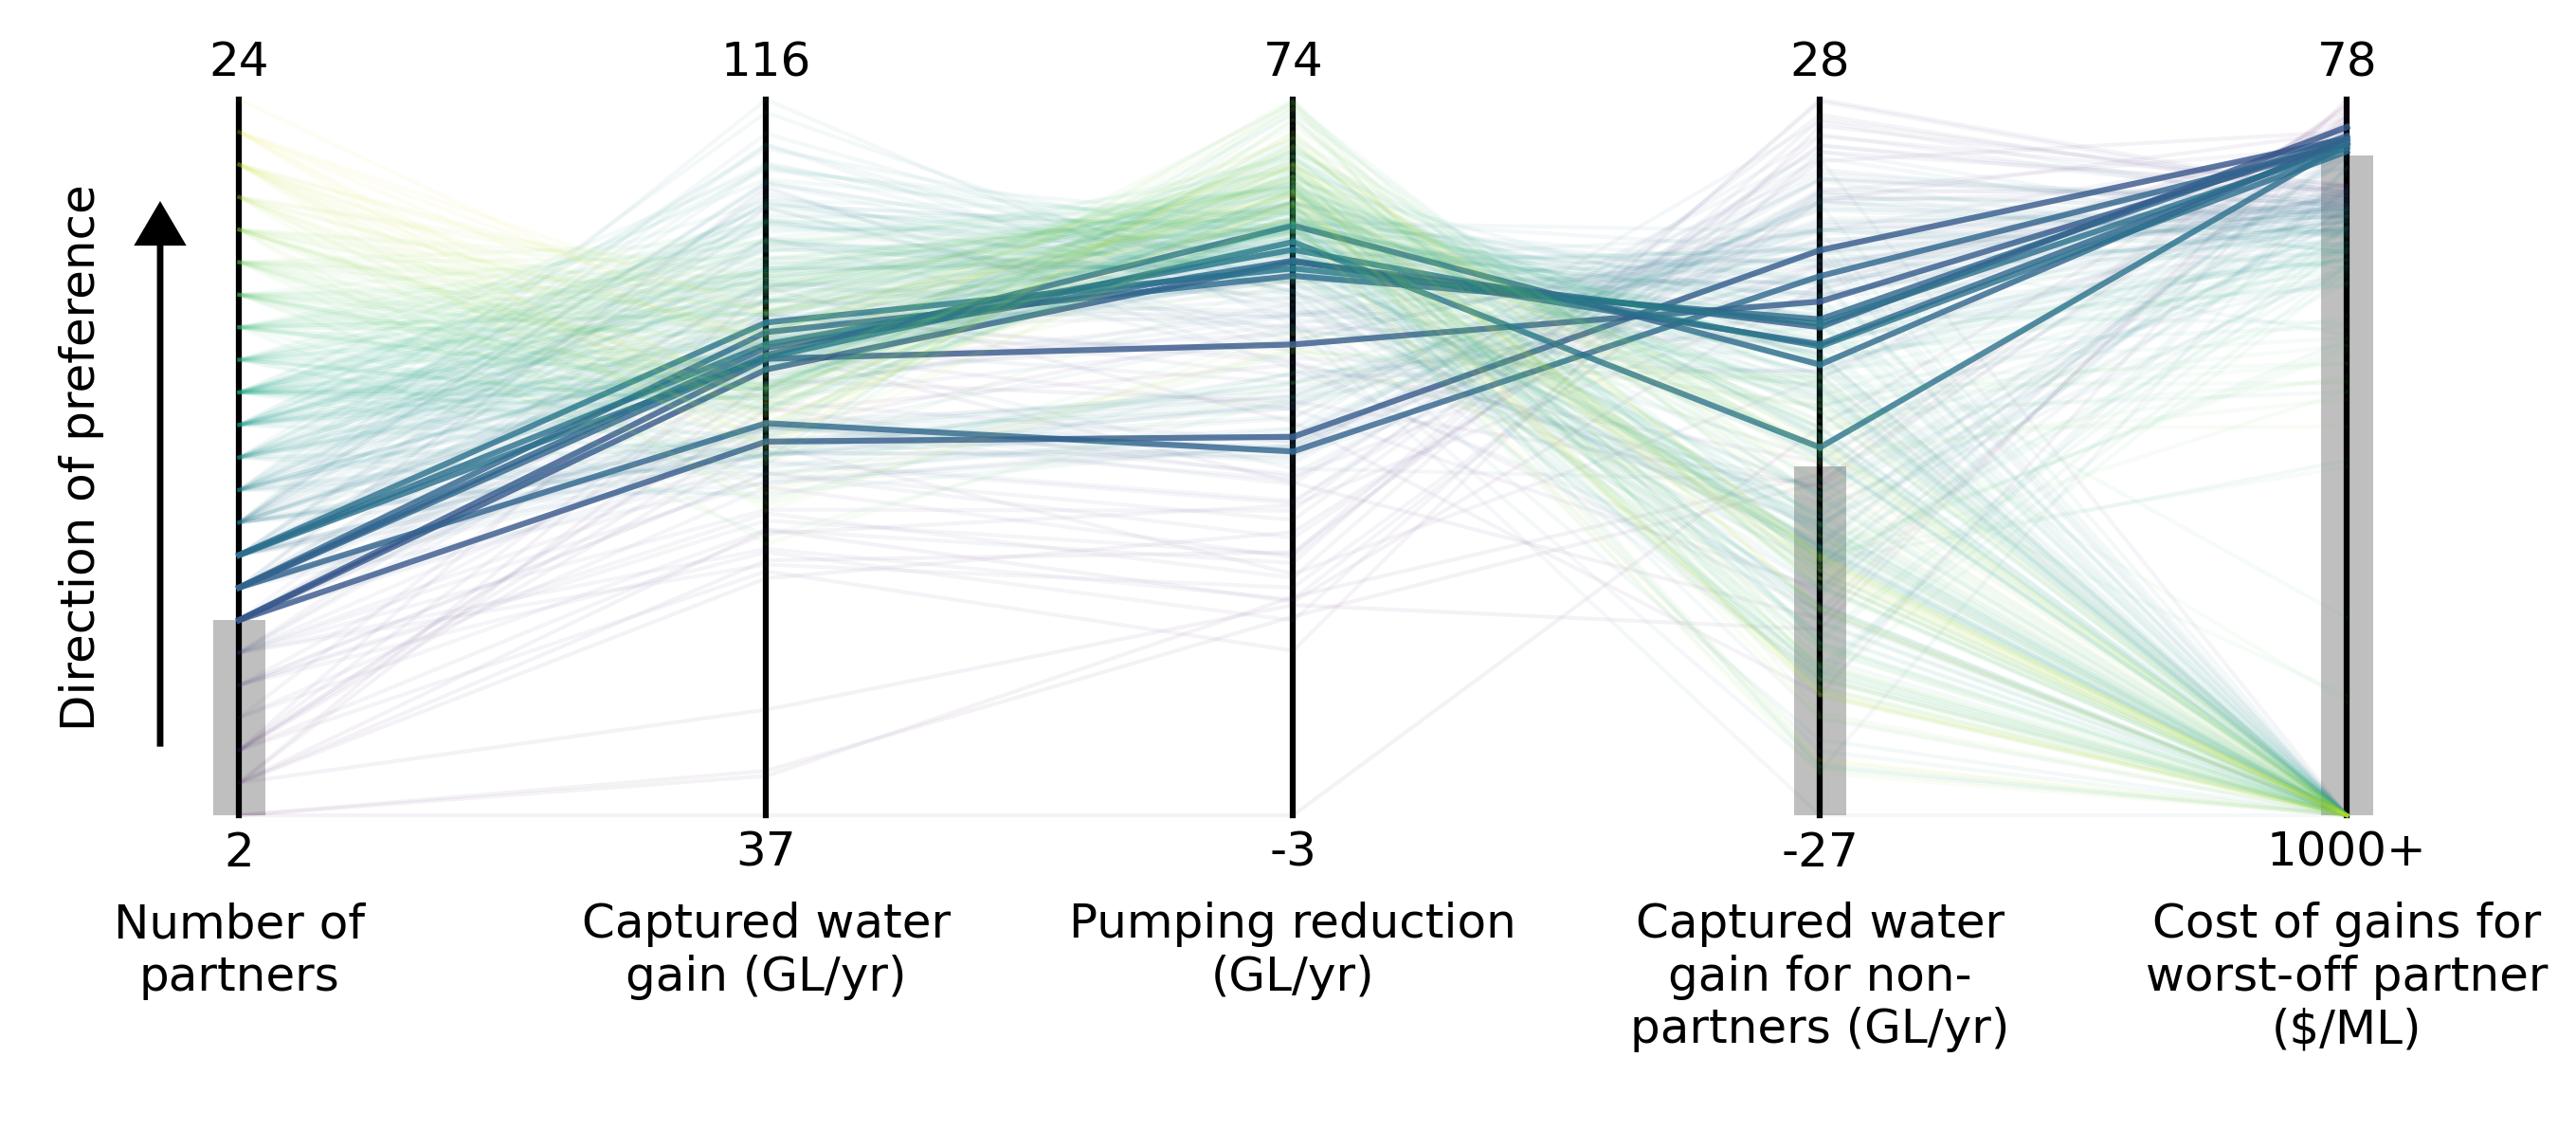 24 116 74 28 78
Direction of preference
2 37 -3 -27 1000+
Number of
partners
Captured water
gain (GL/yr)
Pumping reduction
(GL/yr)
Captured water
gain for non-
partners (GL/yr)
Cost of gains for
worst-off partner
($/ML)